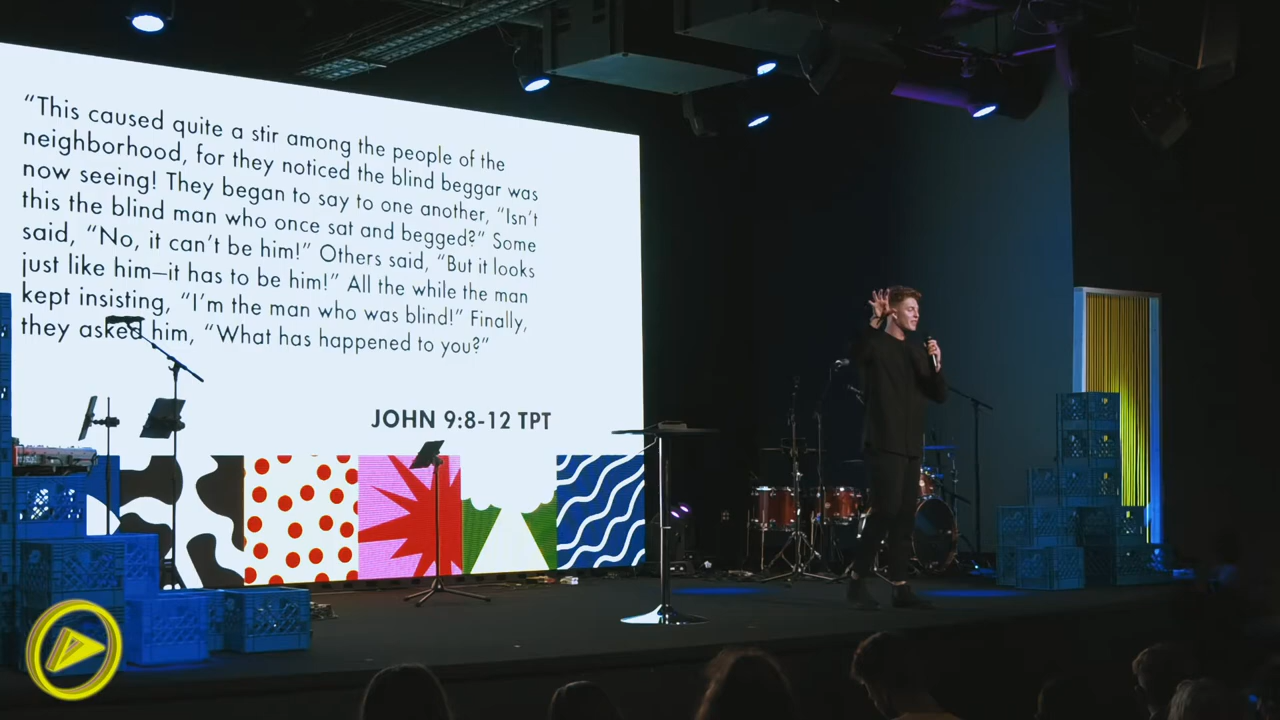 “This caused quite a stir among the people of the
neighborhood, for they noticed the blind beggar was
now seeing! They began to say to one another, “Isn’t
this the blind man who once sat and begged?” Some
said, “No, it can’t be him!” Others said, “But it looks
just like him—it has to be him!” All the while the man
kept insisting, “I’m the man who was blind!” Finally,
they asked him, “What has happened to you?”
JOHN 9:8-12 TPT